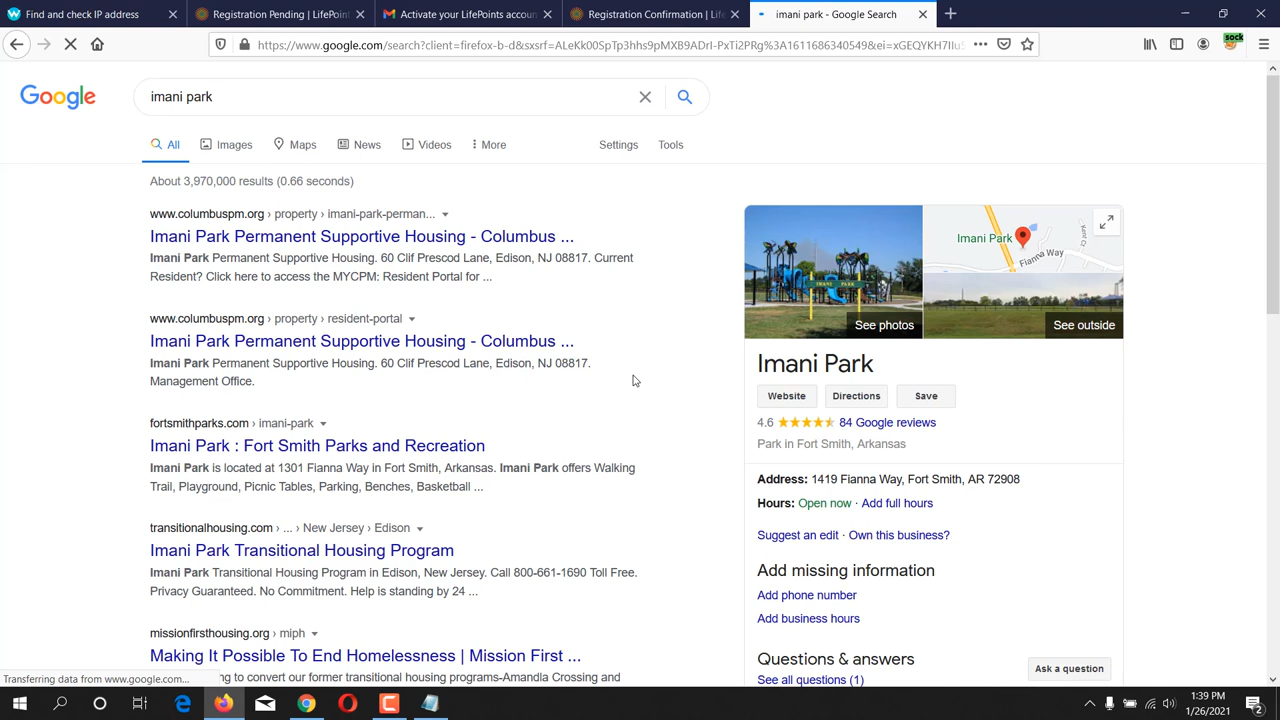 Find and check IP address
Registration Pending | LifePoint
Activate your LifePoints accoun
Registration Confirmation | Life
imani park - Google Search
https://www.google.com/search?client=firefox-b-d&sxsrf=
sock
Google
imani park
All
Images
Maps
News
Videos
More
Settings
Tools
About 3,970,000 results (0.66 seconds)
www.columbuspm.org › property › imani-park-perman...
Imani Park Permanent Supportive Housing - Columbus ...
Imani Park Permanent Supportive Housing. 60 Clif Prescod Lane, Edison, NJ 08817. Current
Resident? Click here to access the MYCPM: Resident Portal for ...
www.columbuspm.org › property › resident-portal
Imani Park Permanent Supportive Housing - Columbus ...
Imani Park Permanent Supportive Housing. 60 Clif Prescod Lane, Edison, NJ 08817.
Management Office.
fortsmithparks.com › imani-park
Imani Park : Fort Smith Parks and Recreation
Imani Park is located at 1301 Fianna Way in Fort Smith, Arkansas. Imani Park offers Walking
Trail, Playground, Picnic Tables, Parking, Benches, Basketball ...
transitionalhousing.com › ... › New Jersey › Edison
Imani Park Transitional Housing Program
Imani Park Transitional Housing Program in Edison, New Jersey. Call 800-661-1690 Toll Free.
Privacy Guaranteed. No Commitment. Help is standing by 24 ...
missionfirsthousing.org › miph
Making It Possible To End Homelessness | Mission First ...
ng to convert our former transitional housing programs-Amandla Crossing and
Transferring data from www.google.com...
IMANI PARK
See photos
Imani Park
Fianna Way
Kent Ct
See outside
Imani Park
Website
Directions
Save
4.6
84 Google reviews
Park in Fort Smith, Arkansas
Address: 1419 Fianna Way, Fort Smith, AR 72908
Hours: Open now · Add full hours
Suggest an edit · Own this business?
Add missing information
Add phone number
Add business hours
Questions & answers
See all questions (1)
Ask a question
1:39 PM
1/26/2021
2